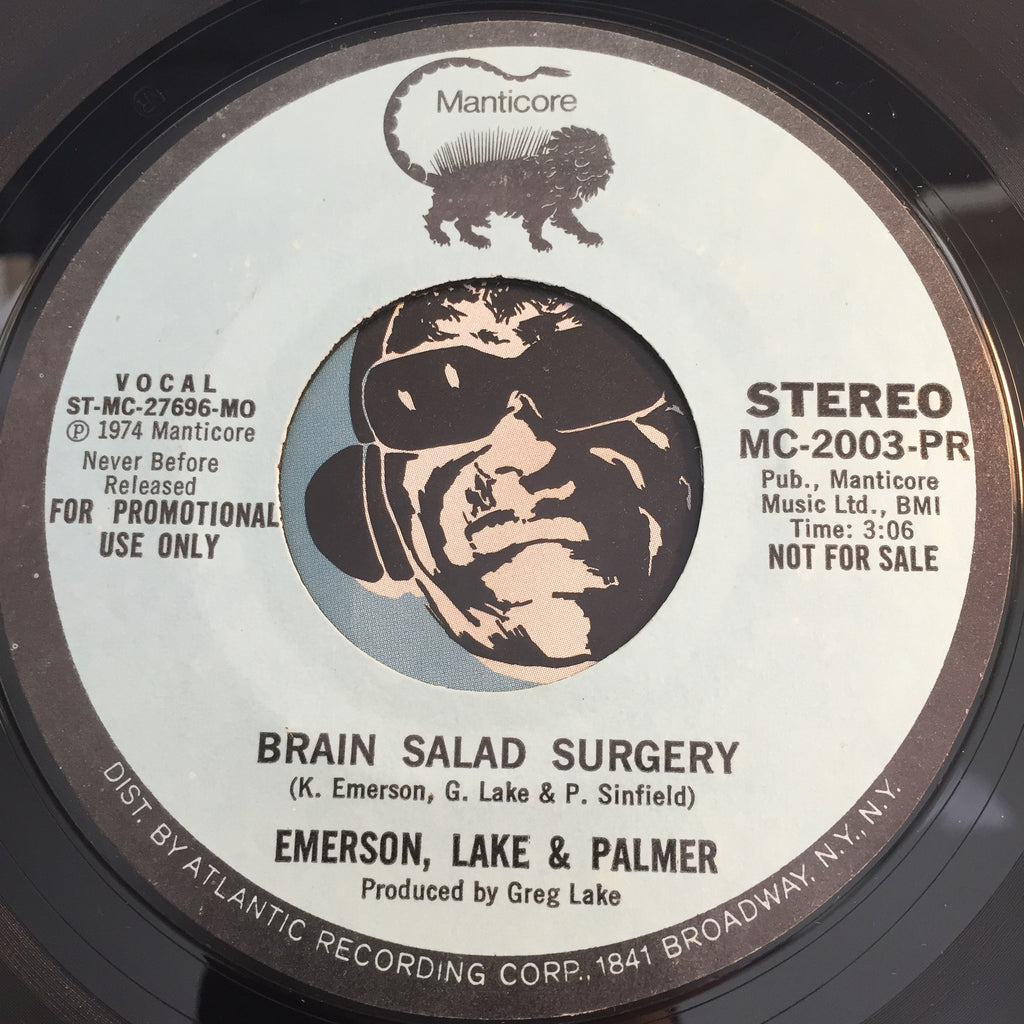 Manticore
VOCAL
ST-MC-27696-MO
Ⓟ 1974 Manticore
Never Before
Released
FOR PROMOTIONAL
USE ONLY
STEREO
MC-2003-PR
Pub., Manticore
Music Ltd., BMI
Time: 3:06
NOT FOR SALE
BRAIN SALAD SURGERY
(K. Emerson, G. Lake & P. Sinfield)
EMERSON, LAKE & PALMER
Produced by Greg Lake
DIST. BY ATLANTIC RECORDING CORP., 1841 BROADWAY, N.Y., N.Y.